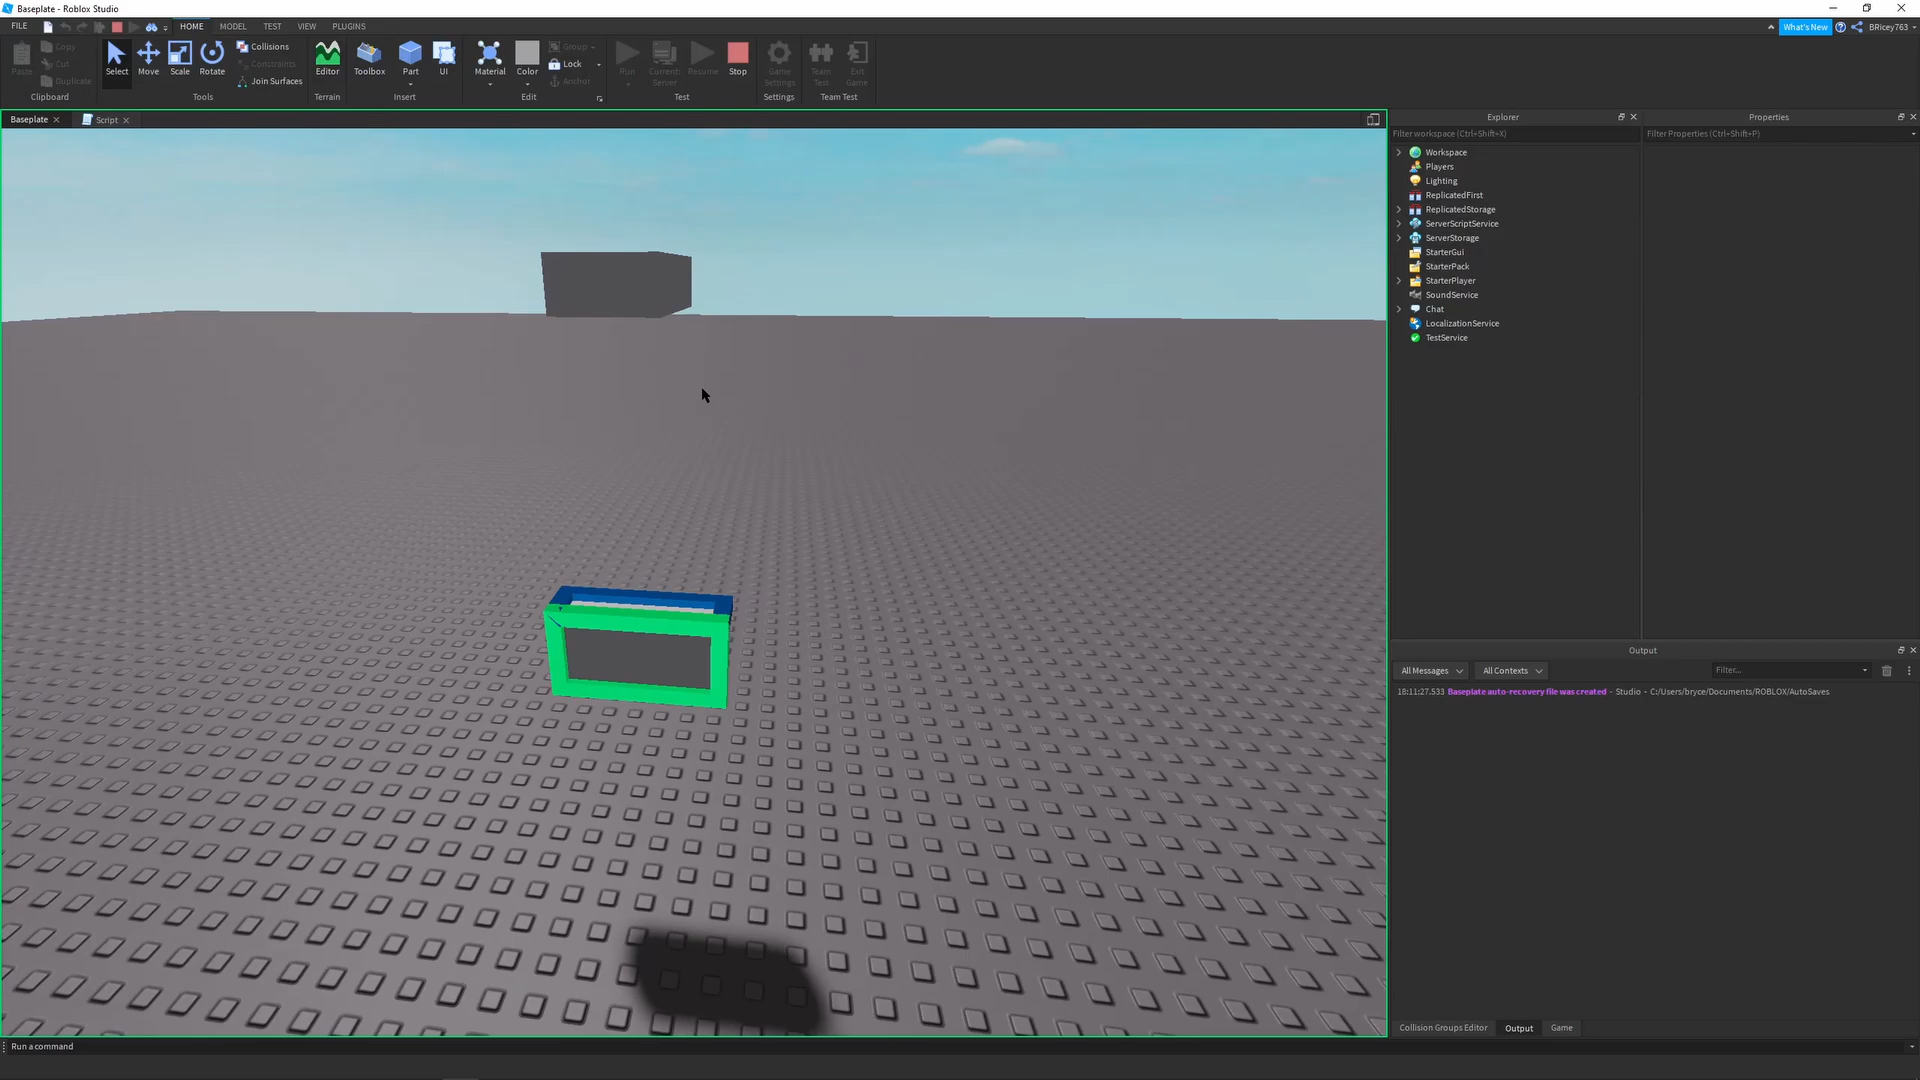 Baseplate - Roblox Studio
FILE HOME MODEL TEST VIEW PLUGINS What's New BRicey763
Paste Copy Cut Duplicate Clipboard
Select Move Scale Rotate Collisions Constraints Join Surfaces Tools
Editor Terrain
Toolbox Part UI Insert
Material Color Group Lock Anchor Edit
Run Current: Server Resume Stop Test
Game Settings Settings
Team Test Exit Game Team Test
Baseplate Script
Explorer
Filter workspace (Ctrl+Shift+X)
Workspace
Players
Lighting
ReplicatedFirst
ReplicatedStorage
ServerScriptService
ServerStorage
StarterGui
StarterPack
StarterPlayer
SoundService
Chat
LocalizationService
TestService
Properties
Filter Properties (Ctrl+Shift+P)
Output
All Messages All Contexts Filter...
18:11:27.533 Baseplate auto-recovery file was created - Studio - C:/Users/bryce/Documents/ROBLOX/AutoSaves
Collision Groups Editor Output Game
Run a command